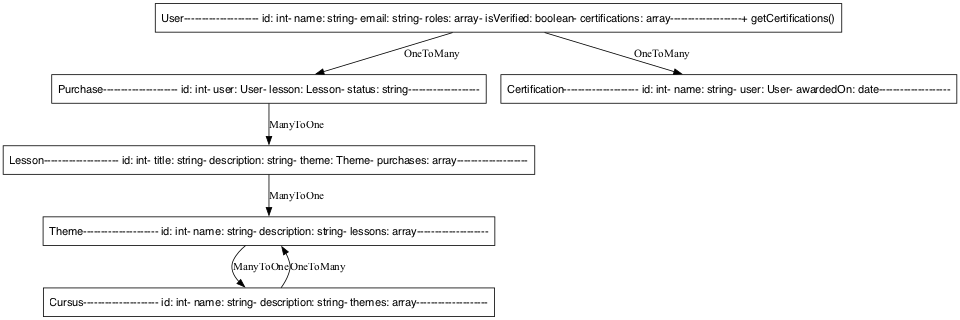 User--------------------- id: int- name: string- email: string- roles: array- isVerified: boolean- certifications: array--------------------+ getCertifications()
OneToMany
OneToMany
Purchase--------------------- id: int- user: User- lesson: Lesson- status: string--------------------
Certification--------------------- id: int- name: string- user: User- awardedOn: date--------------------
ManyToOne
Lesson--------------------- id: int- title: string- description: string- theme: Theme- purchases: array--------------------
ManyToOne
Theme--------------------- id: int- name: string- description: string- lessons: array--------------------
ManyToOne
OneToMany
Cursus--------------------- id: int- name: string- description: string- themes: array--------------------